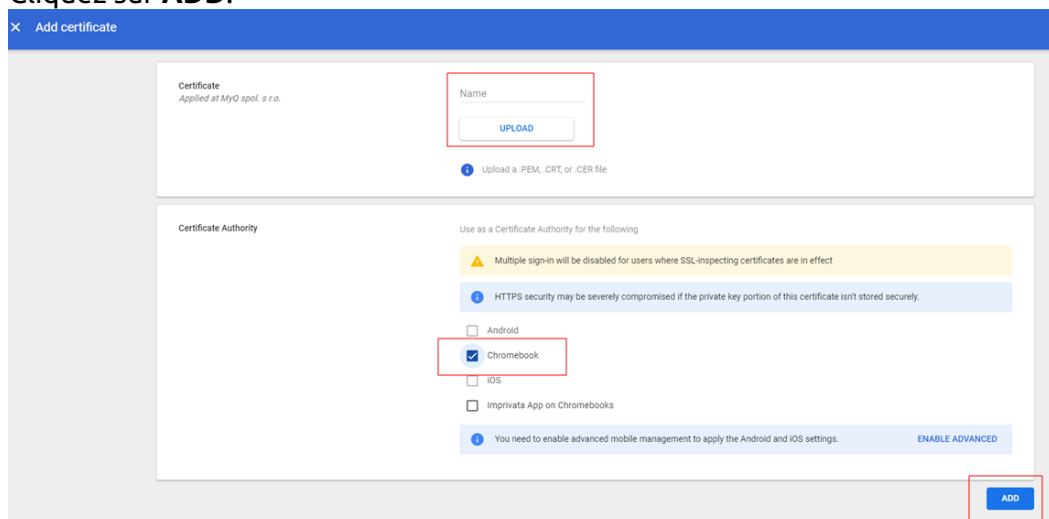 Cliquez sur ADD.
× Add certificate
Certificate
Applied at MyQ spol. s r.o.
Name
UPLOAD
Upload a .PEM, .CRT, or .CER file
Certificate Authority
Use as a Certificate Authority for the following
Multiple sign-in will be disabled for users where SSL-inspecting certificates are in effect
HTTPS security may be severely compromised if the private key portion of this certificate isn't stored securely.
Android
Chromebook
iOS
Imprivata App on Chromebooks
You need to enable advanced mobile management to apply the Android and iOS settings. ENABLE ADVANCED
ADD